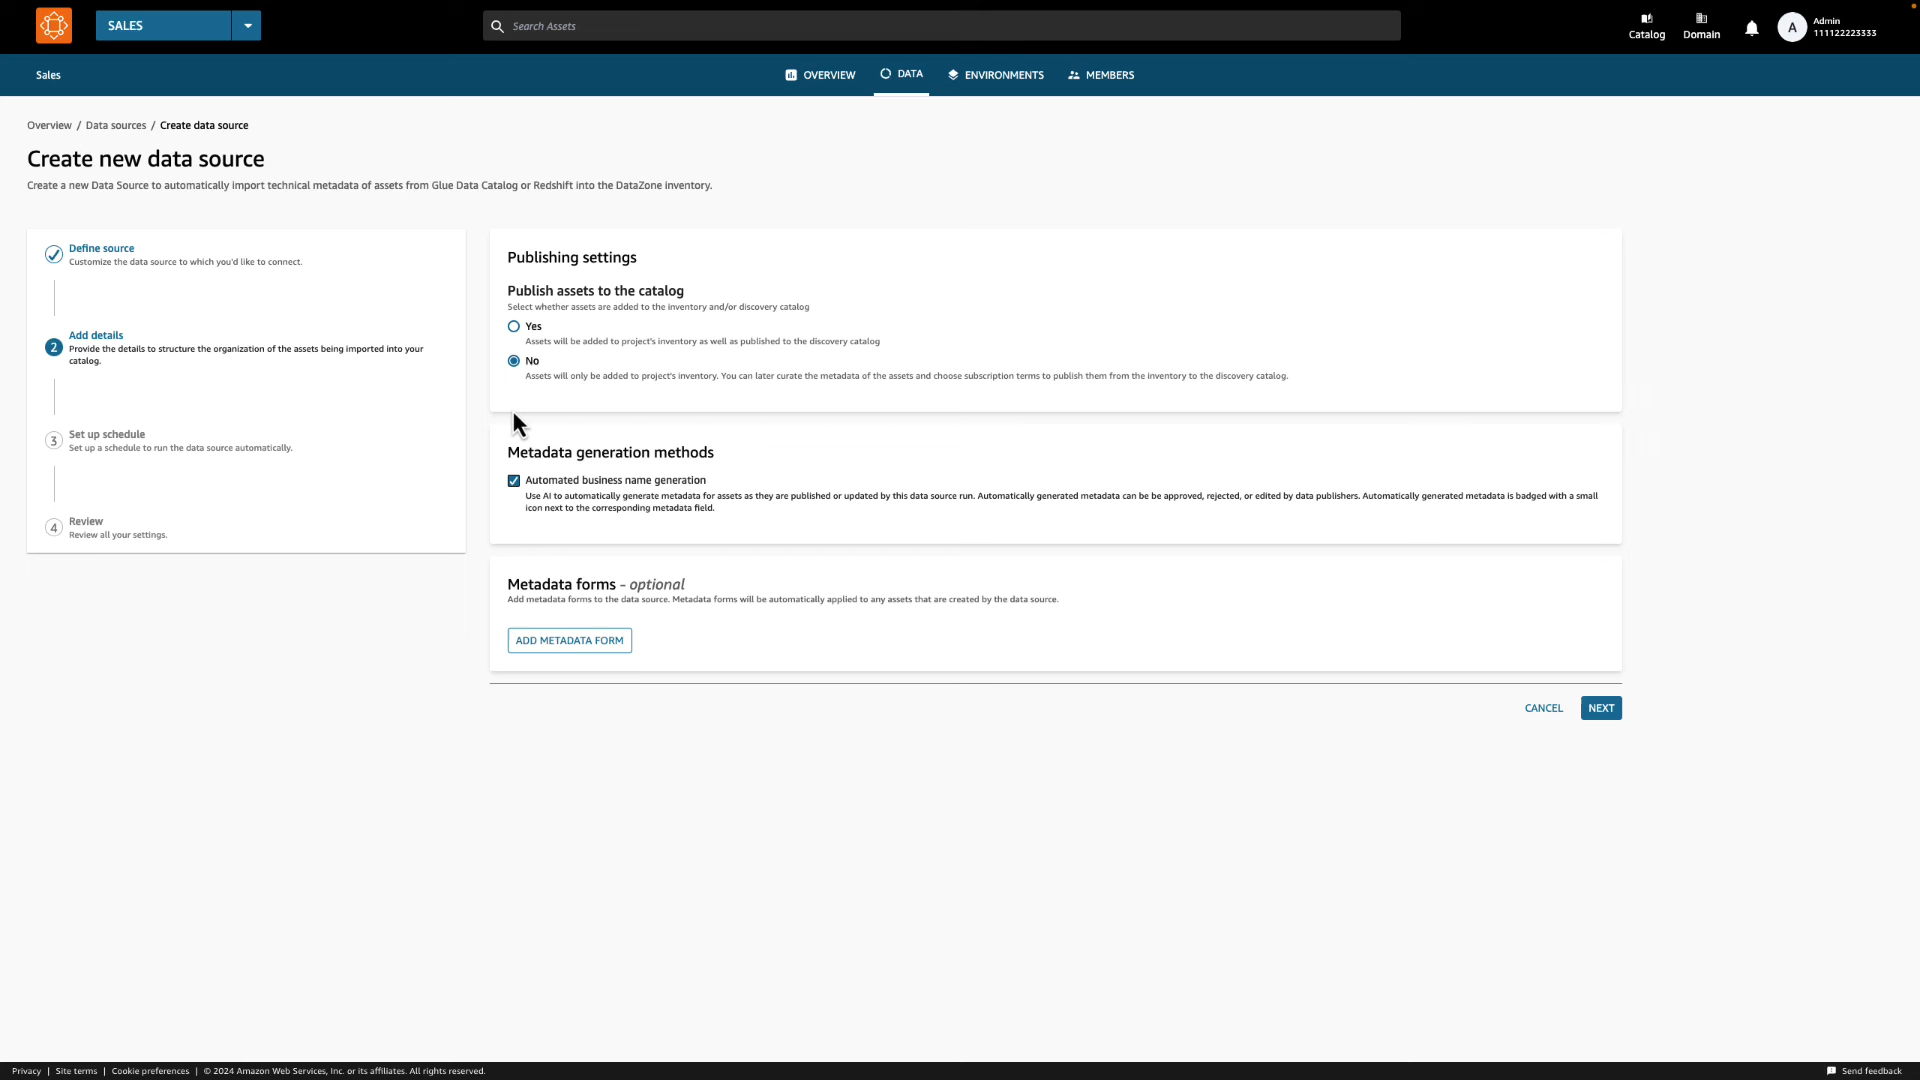 SALES
Search Assets
Catalog
Domain
A
Admin
111122223333
Sales
OVERVIEW
DATA
ENVIRONMENTS
MEMBERS
Overview / Data sources / Create data source
Create new data source
Create a new Data Source to automatically import technical metadata of assets from Glue Data Catalog or Redshift into the DataZone inventory.
Define source
Customize the data source to which you'd like to connect.
2
Add details
Provide the details to structure the organization of the assets being imported into your
catalog.
3
Set up schedule
Set up a schedule to run the data source automatically.
4
Review
Review all your settings.
Publishing settings
Publish assets to the catalog
Select whether assets are added to the inventory and/or discovery catalog
Yes
Assets will be added to project's inventory as well as published to the discovery catalog
No
Assets will only be added to project's inventory. You can later curate the metadata of the assets and choose subscription terms to publish them from the inventory to the discovery catalog.
Metadata generation methods
Automated business name generation
Use AI to automatically generate metadata for assets as they are published or updated by this data source run. Automatically generated metadata can be be approved, rejected, or edited by data publishers. Automatically generated metadata is badged with a small
icon next to the corresponding metadata field.
Metadata forms - optional
Add metadata forms to the data source. Metadata forms will be automatically applied to any assets that are created by the data source.
ADD METADATA FORM
CANCEL
NEXT
Privacy | Site terms | Cookie preferences | © 2024 Amazon Web Services, Inc. or its affiliates. All rights reserved.
Send feedback